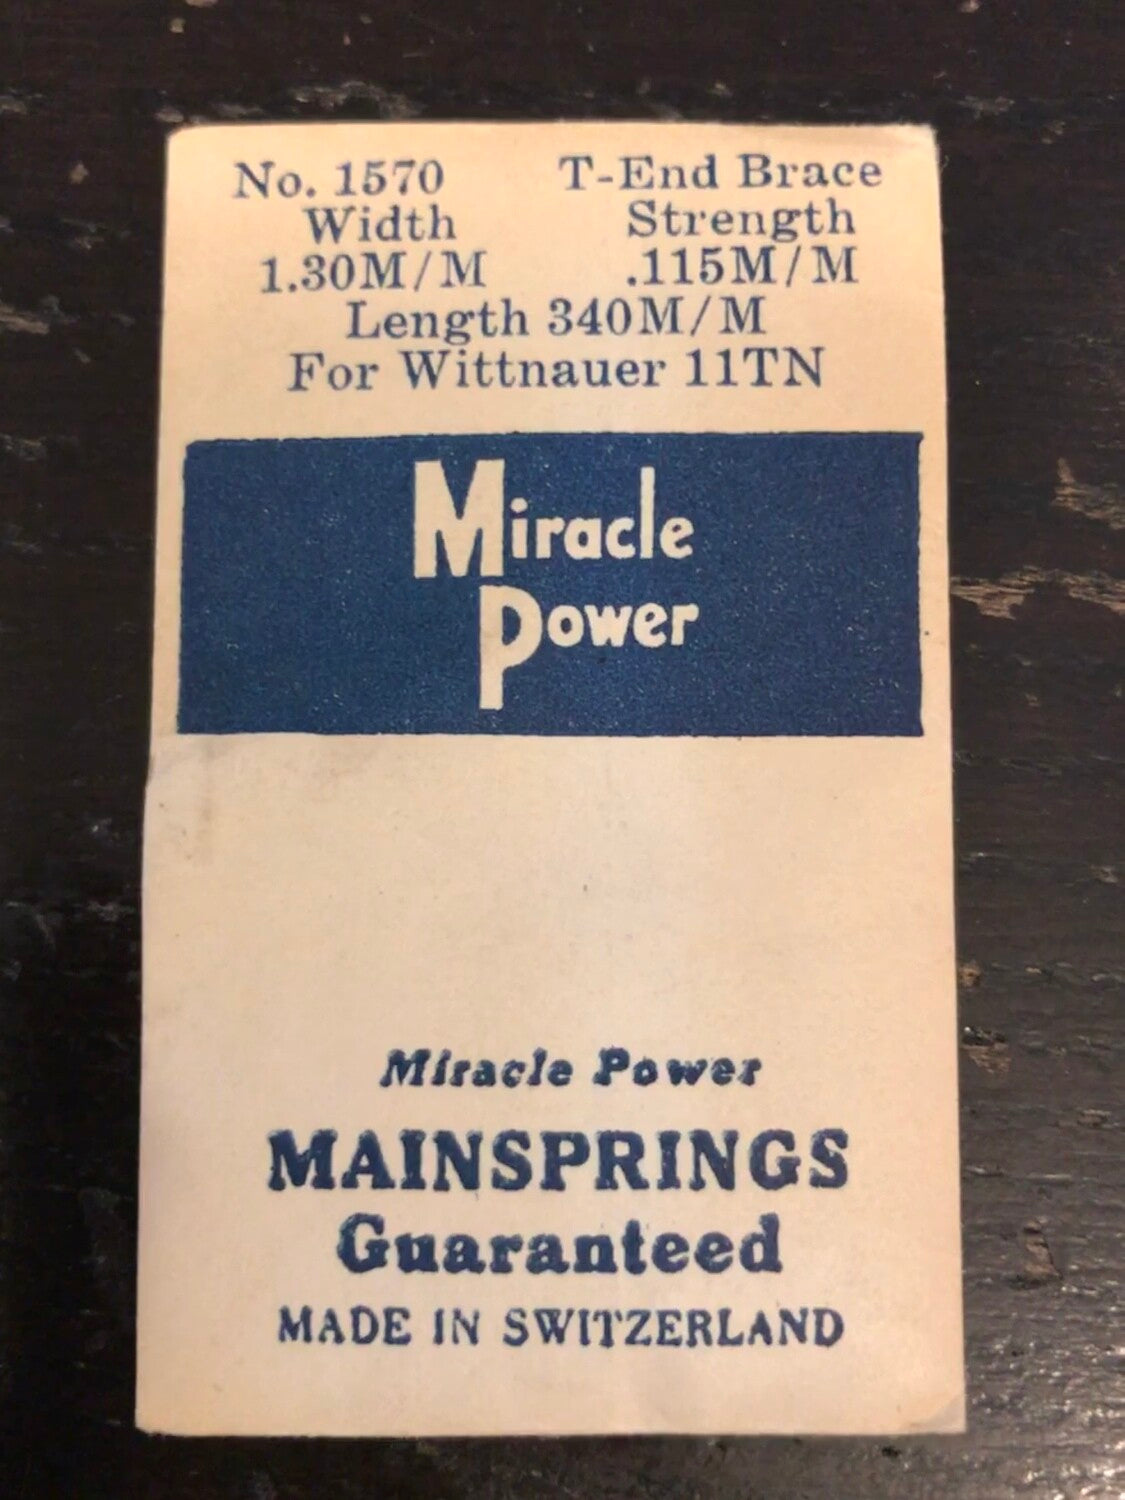 No. 1570 T-End Brace
Width Strength
1.30M/M .115M/M
Length 340M/M
For Wittnauer 11TN
Miracle
Power
Miracle Power
MAINSPRINGS
Guaranteed
MADE IN SWITZERLAND